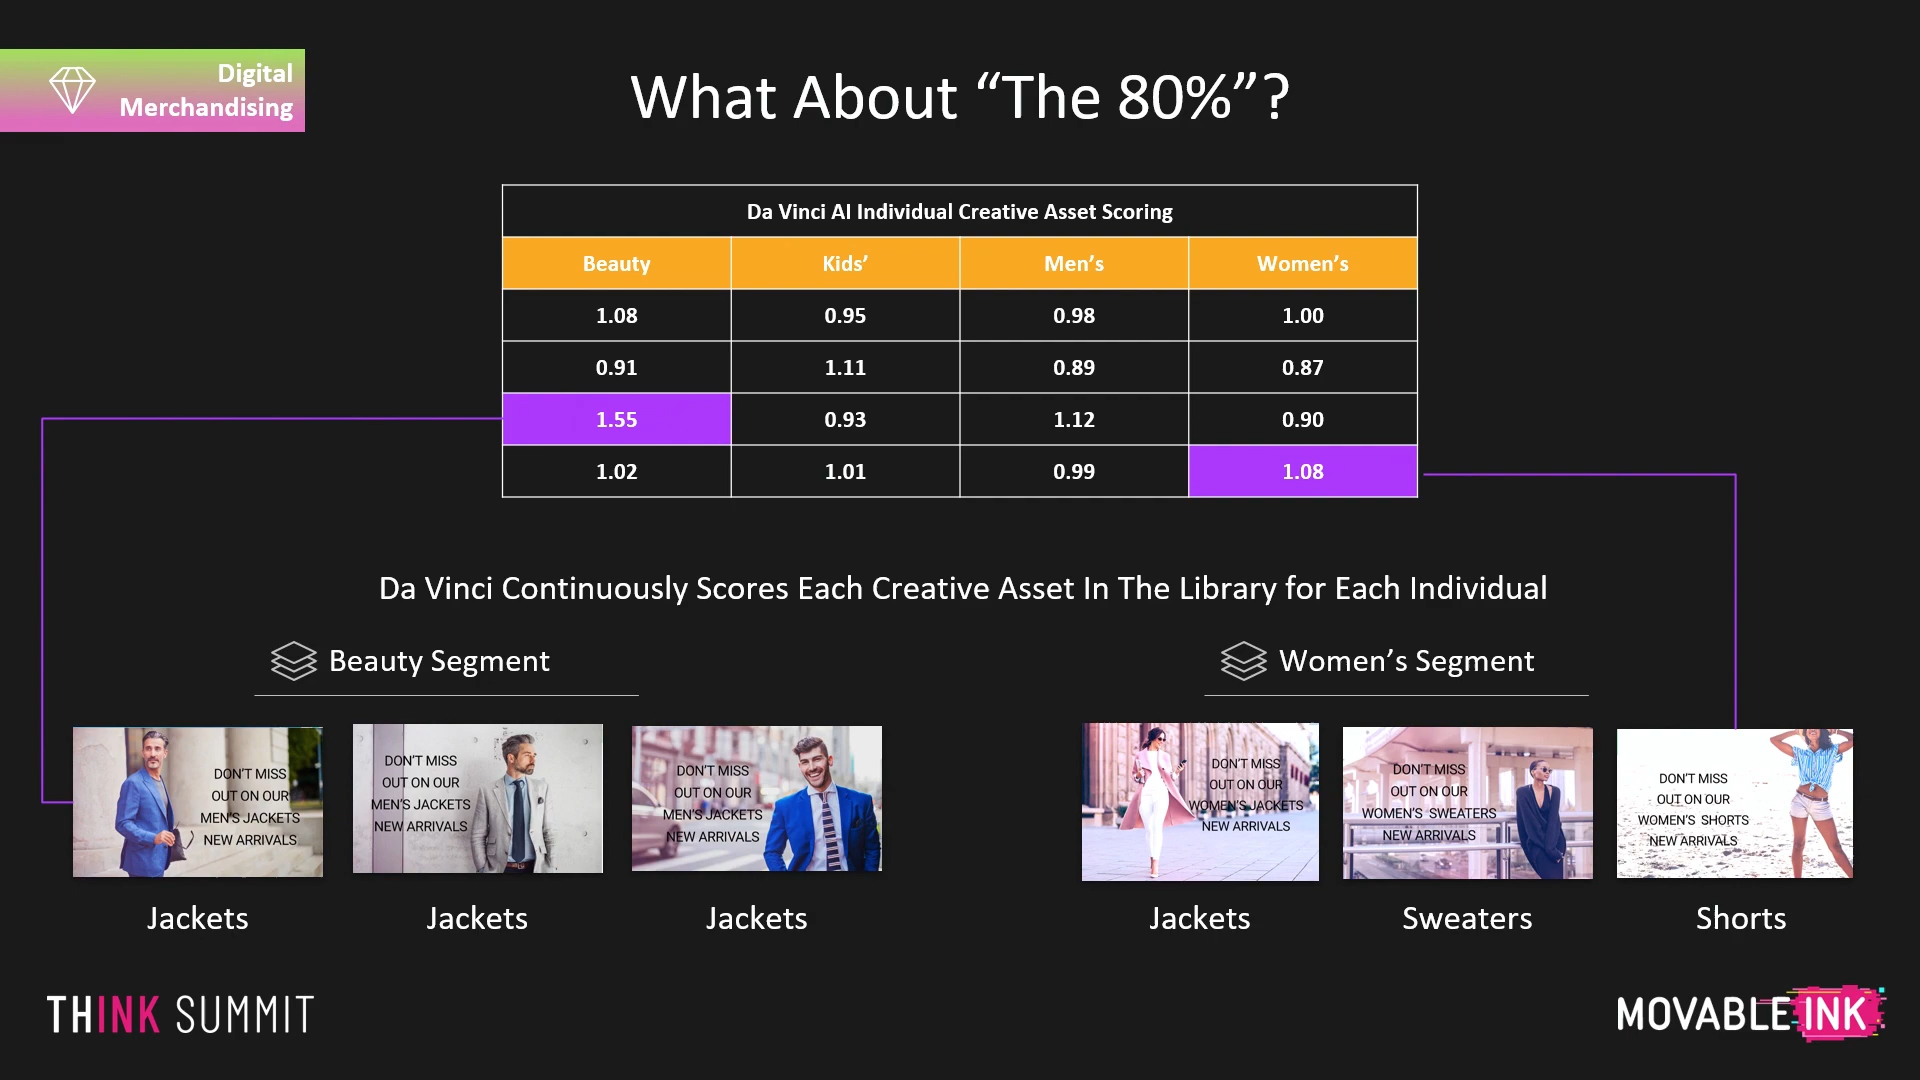 Digital
Merchandising
What About “The 80%”?
Da Vinci AI Individual Creative Asset Scoring
Beauty Kids’ Men’s Women’s
1.08 0.95 0.98 1.00
0.91 1.11 0.89 0.87
1.55 0.93 1.12 0.90
1.02 1.01 0.99 1.08
Da Vinci Continuously Scores Each Creative Asset In The Library for Each Individual
Beauty Segment
DON'T MISS
OUT ON OUR
MEN'S JACKETS
NEW ARRIVALS
Jackets
DON'T MISS
OUT ON OUR
MEN'S JACKETS
NEW ARRIVALS
Jackets
DON'T MISS
OUT ON OUR
MEN'S JACKETS
NEW ARRIVALS
Jackets
Women’s Segment
DON'T MISS
OUT ON OUR
WOMEN'S JACKETS
NEW ARRIVALS
Jackets
DON'T MISS
OUT ON OUR
WOMEN'S SWEATERS
NEW ARRIVALS
Sweaters
DON'T MISS
OUT ON OUR
WOMEN'S SHORTS
NEW ARRIVALS
Shorts
THINK SUMMIT
MOVABLE INK